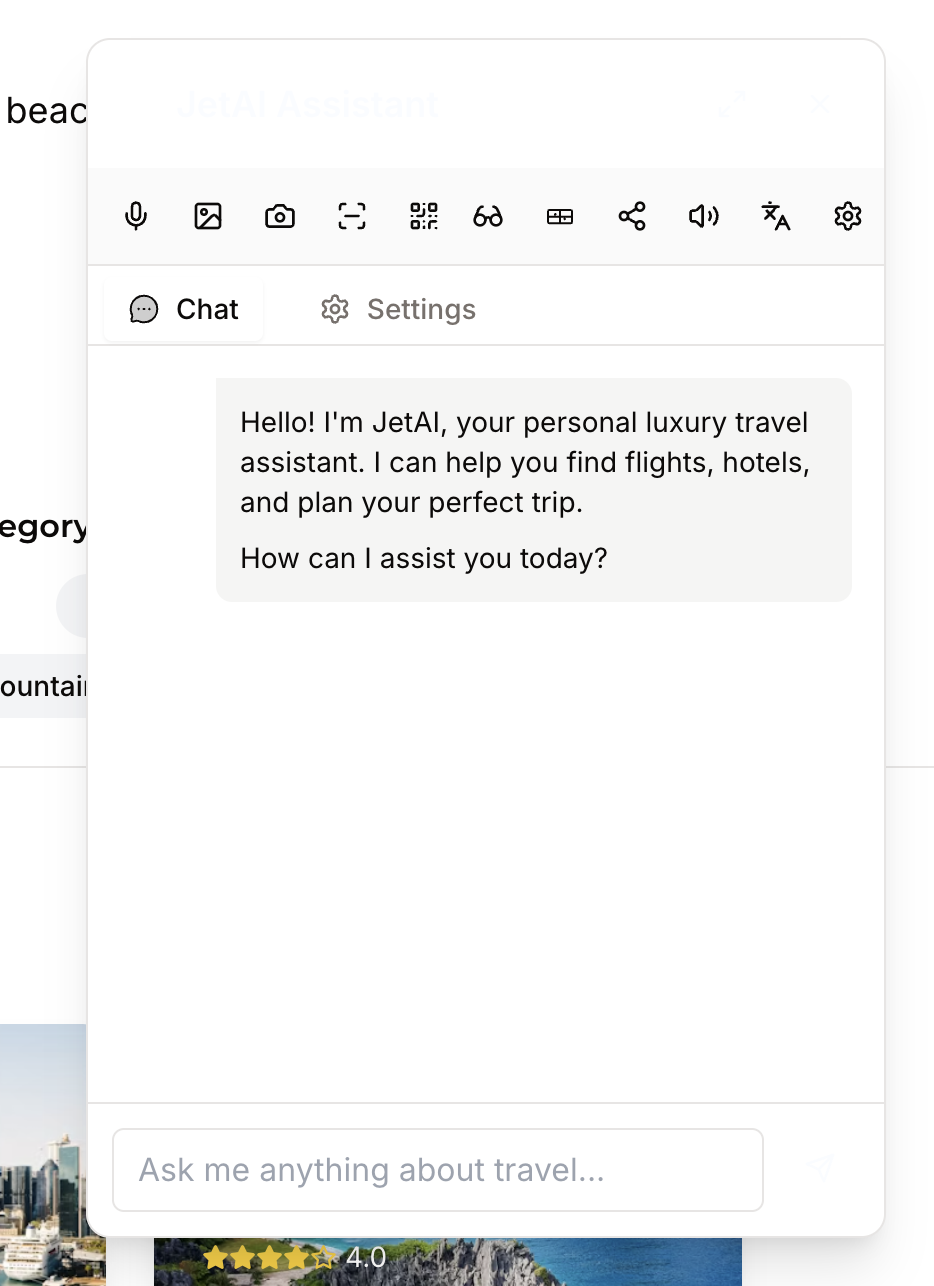 beac
JetAI Assistant
Chat
Settings
Hello! I'm JetAI, your personal luxury travel
assistant. I can help you find flights, hotels,
and plan your perfect trip.
How can I assist you today?
egory
ountain
Ask me anything about travel...
4.0